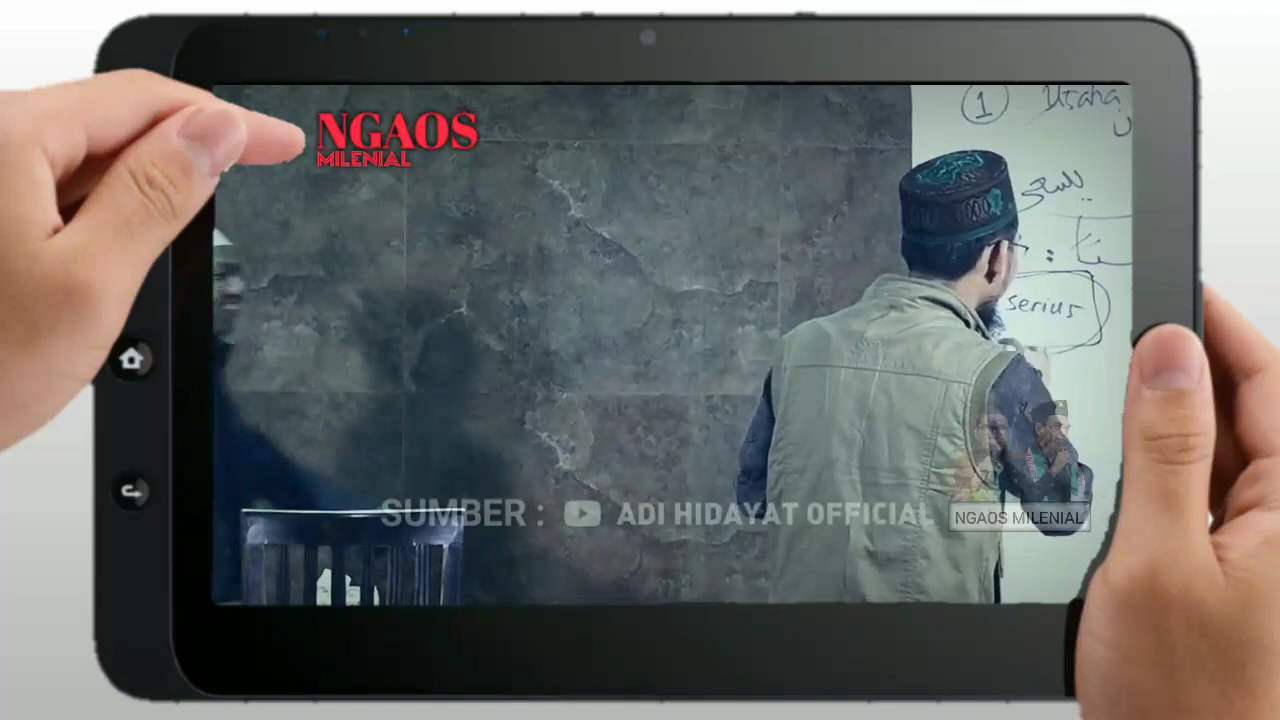 NGAOS
MILENIAL
1 Usaha
serius
SUMBER : ADI HIDAYAT OFFICIAL
NGAOS MILENIAL